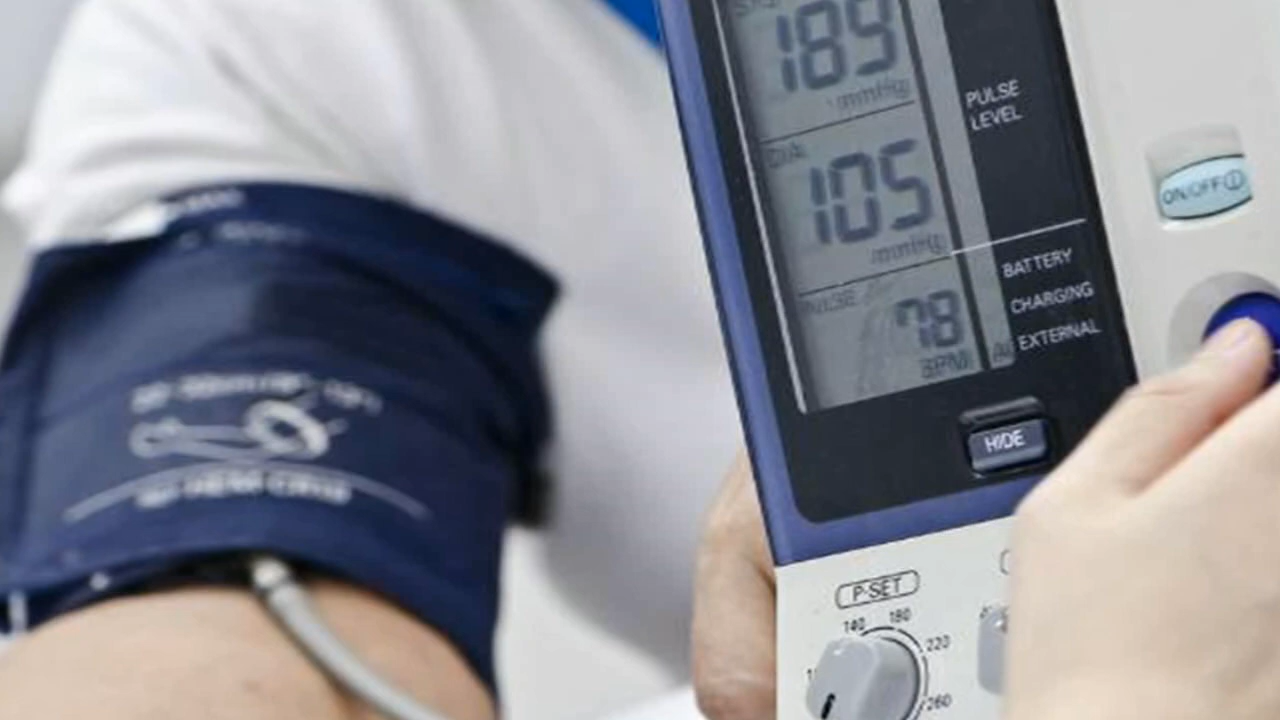 189
mmHg
PULSE
LEVEL
DIA
105
mmHg
ON/OFF
PULSE
78
BPM
BATTERY
CHARGING
EXTERNAL
HIDE
P-SET
140
180
220
260